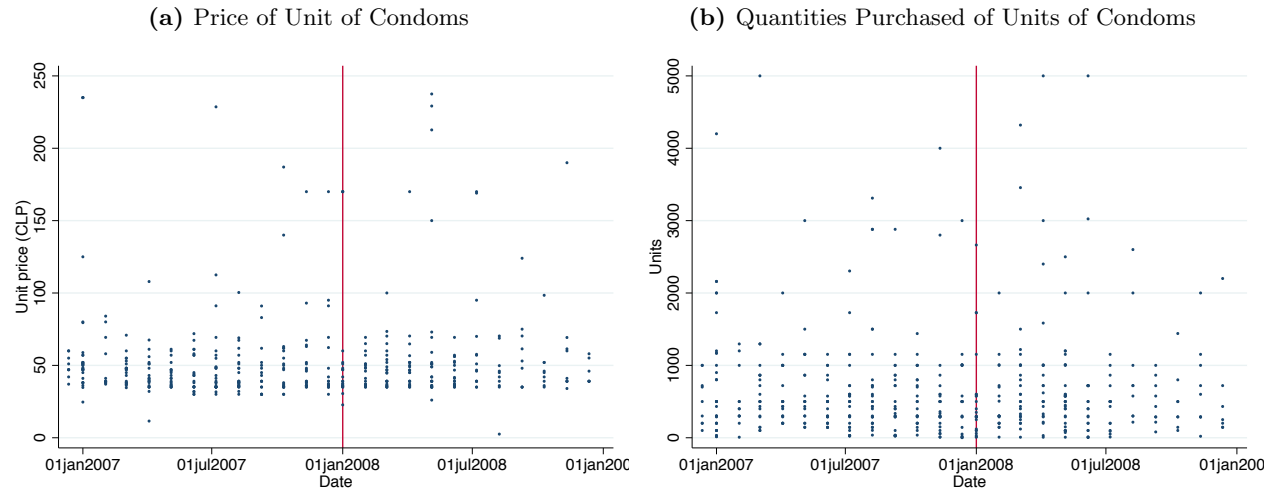 (a) Price of Unit of Condoms
250
200
150
100
50
0
Unit price (CLP)
01jan2007 01jul2007 01jan2008 01jul2008 01jan200
Date
(b) Quantities Purchased of Units of Condoms
5000
4000
3000
2000
1000
0
Units
01jan2007 01jul2007 01jan2008 01jul2008 01jan200
Date